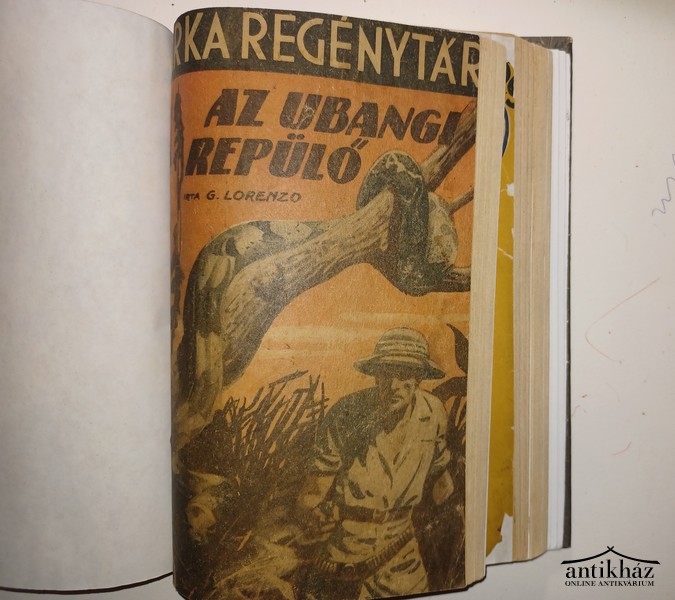 RKA REGÉNYTÁR
AZ UBANGI
REPÜLŐ
IRTA G. LORENZO
antikház
ONLINE ANTIKVÁRIUM